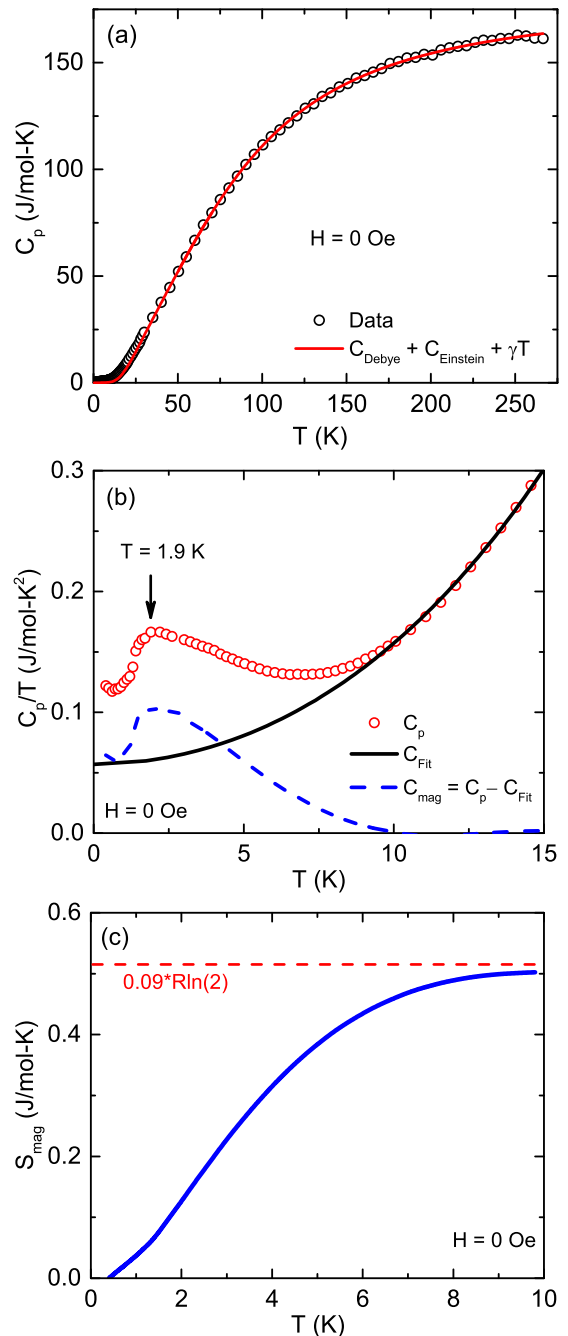 (a)
150
100
50
0
C_p (J/mol-K)
H = 0 Oe
Data
C_Debye + C_Einstein + γT
0 50 100 150 200 250
T (K)
(b)
0.3
0.2
0.1
0.0
C_p/T (J/mol-K²)
T = 1.9 K
C_p
C_Fit
C_mag = C_p – C_Fit
H = 0 Oe
0 5 10 15
T (K)
(c)
0.6
0.4
0.2
0.0
S_mag (J/mol-K)
0.09*Rln(2)
H = 0 Oe
0 2 4 6 8 10
T (K)